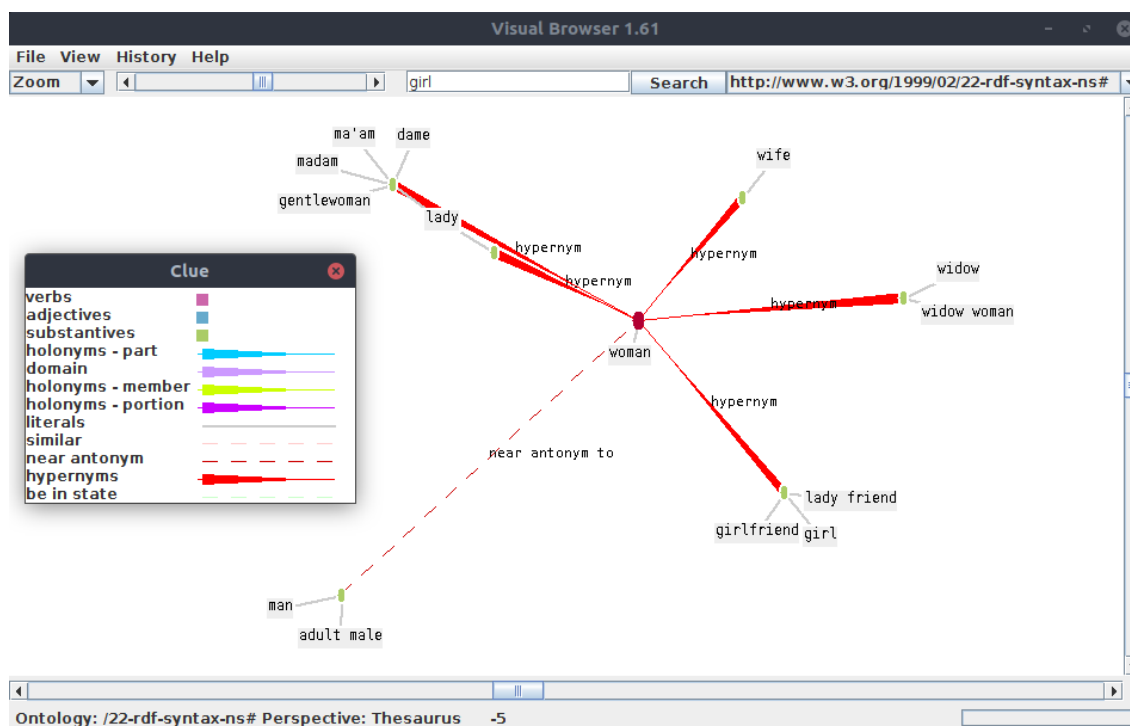 Visual Browser 1.61
File View History Help
Zoom girl Search http://www.w3.org/1999/02/22-rdf-syntax-ns#
ma'am dame
madam
gentlewoman
lady
wife
hypernym
hypernym
hypernym
widow
hypernym
widow woman
woman
hypernym
near antonym to
lady friend
girlfriend girl
man
adult male
Clue
verbs
adjectives
substantives
holonyms - part
domain
holonyms - member
holonyms - portion
literals
similar
near antonym
hypernyms
be in state
Ontology: /22-rdf-syntax-ns# Perspective: Thesaurus -5